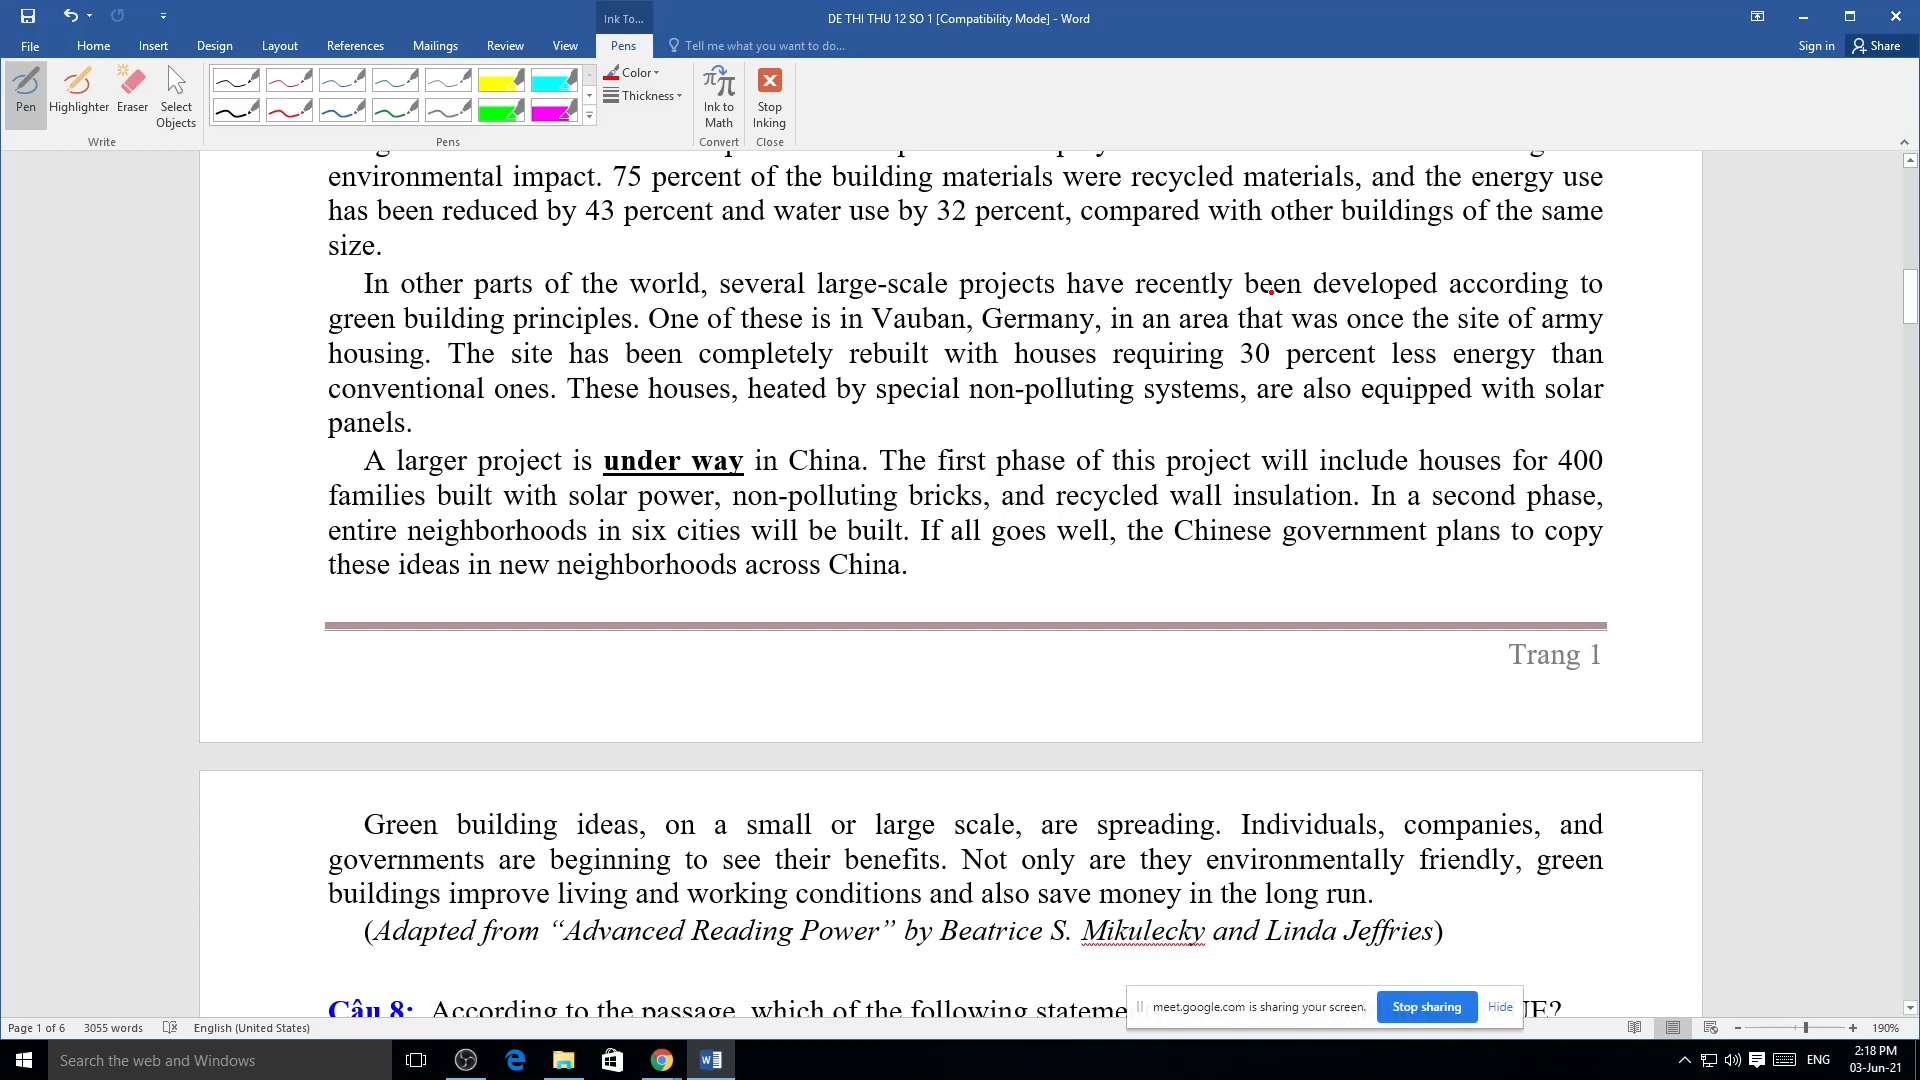 Ink To...
DE THI THU 12 SO 1 [Compatibility Mode] - Word
File Home Insert Design Layout References Mailings Review View Pens Tell me what you want to do... Sign in Share
Pen Highlighter Eraser Select Objects
Color
Thickness
Ink to Math
Stop Inking
Write Pens Convert Close
environmental impact. 75 percent of the building materials were recycled materials, and the energy use
has been reduced by 43 percent and water use by 32 percent, compared with other buildings of the same
size.
In other parts of the world, several large-scale projects have recently been developed according to
green building principles. One of these is in Vauban, Germany, in an area that was once the site of army
housing. The site has been completely rebuilt with houses requiring 30 percent less energy than
conventional ones. These houses, heated by special non-polluting systems, are also equipped with solar
panels.
A larger project is under way in China. The first phase of this project will include houses for 400
families built with solar power, non-polluting bricks, and recycled wall insulation. In a second phase,
entire neighborhoods in six cities will be built. If all goes well, the Chinese government plans to copy
these ideas in new neighborhoods across China.
Trang 1
Green building ideas, on a small or large scale, are spreading. Individuals, companies, and
governments are beginning to see their benefits. Not only are they environmentally friendly, green
buildings improve living and working conditions and also save money in the long run.
(Adapted from “Advanced Reading Power” by Beatrice S. Mikulecky and Linda Jeffries)
Câu 8: According to the passage, which of the following
meet.google.com is sharing your screen. Stop sharing Hide
Page 1 of 6 3055 words English (United States) 190%
Search the web and Windows
ENG
2:18 PM
03-Jun-21